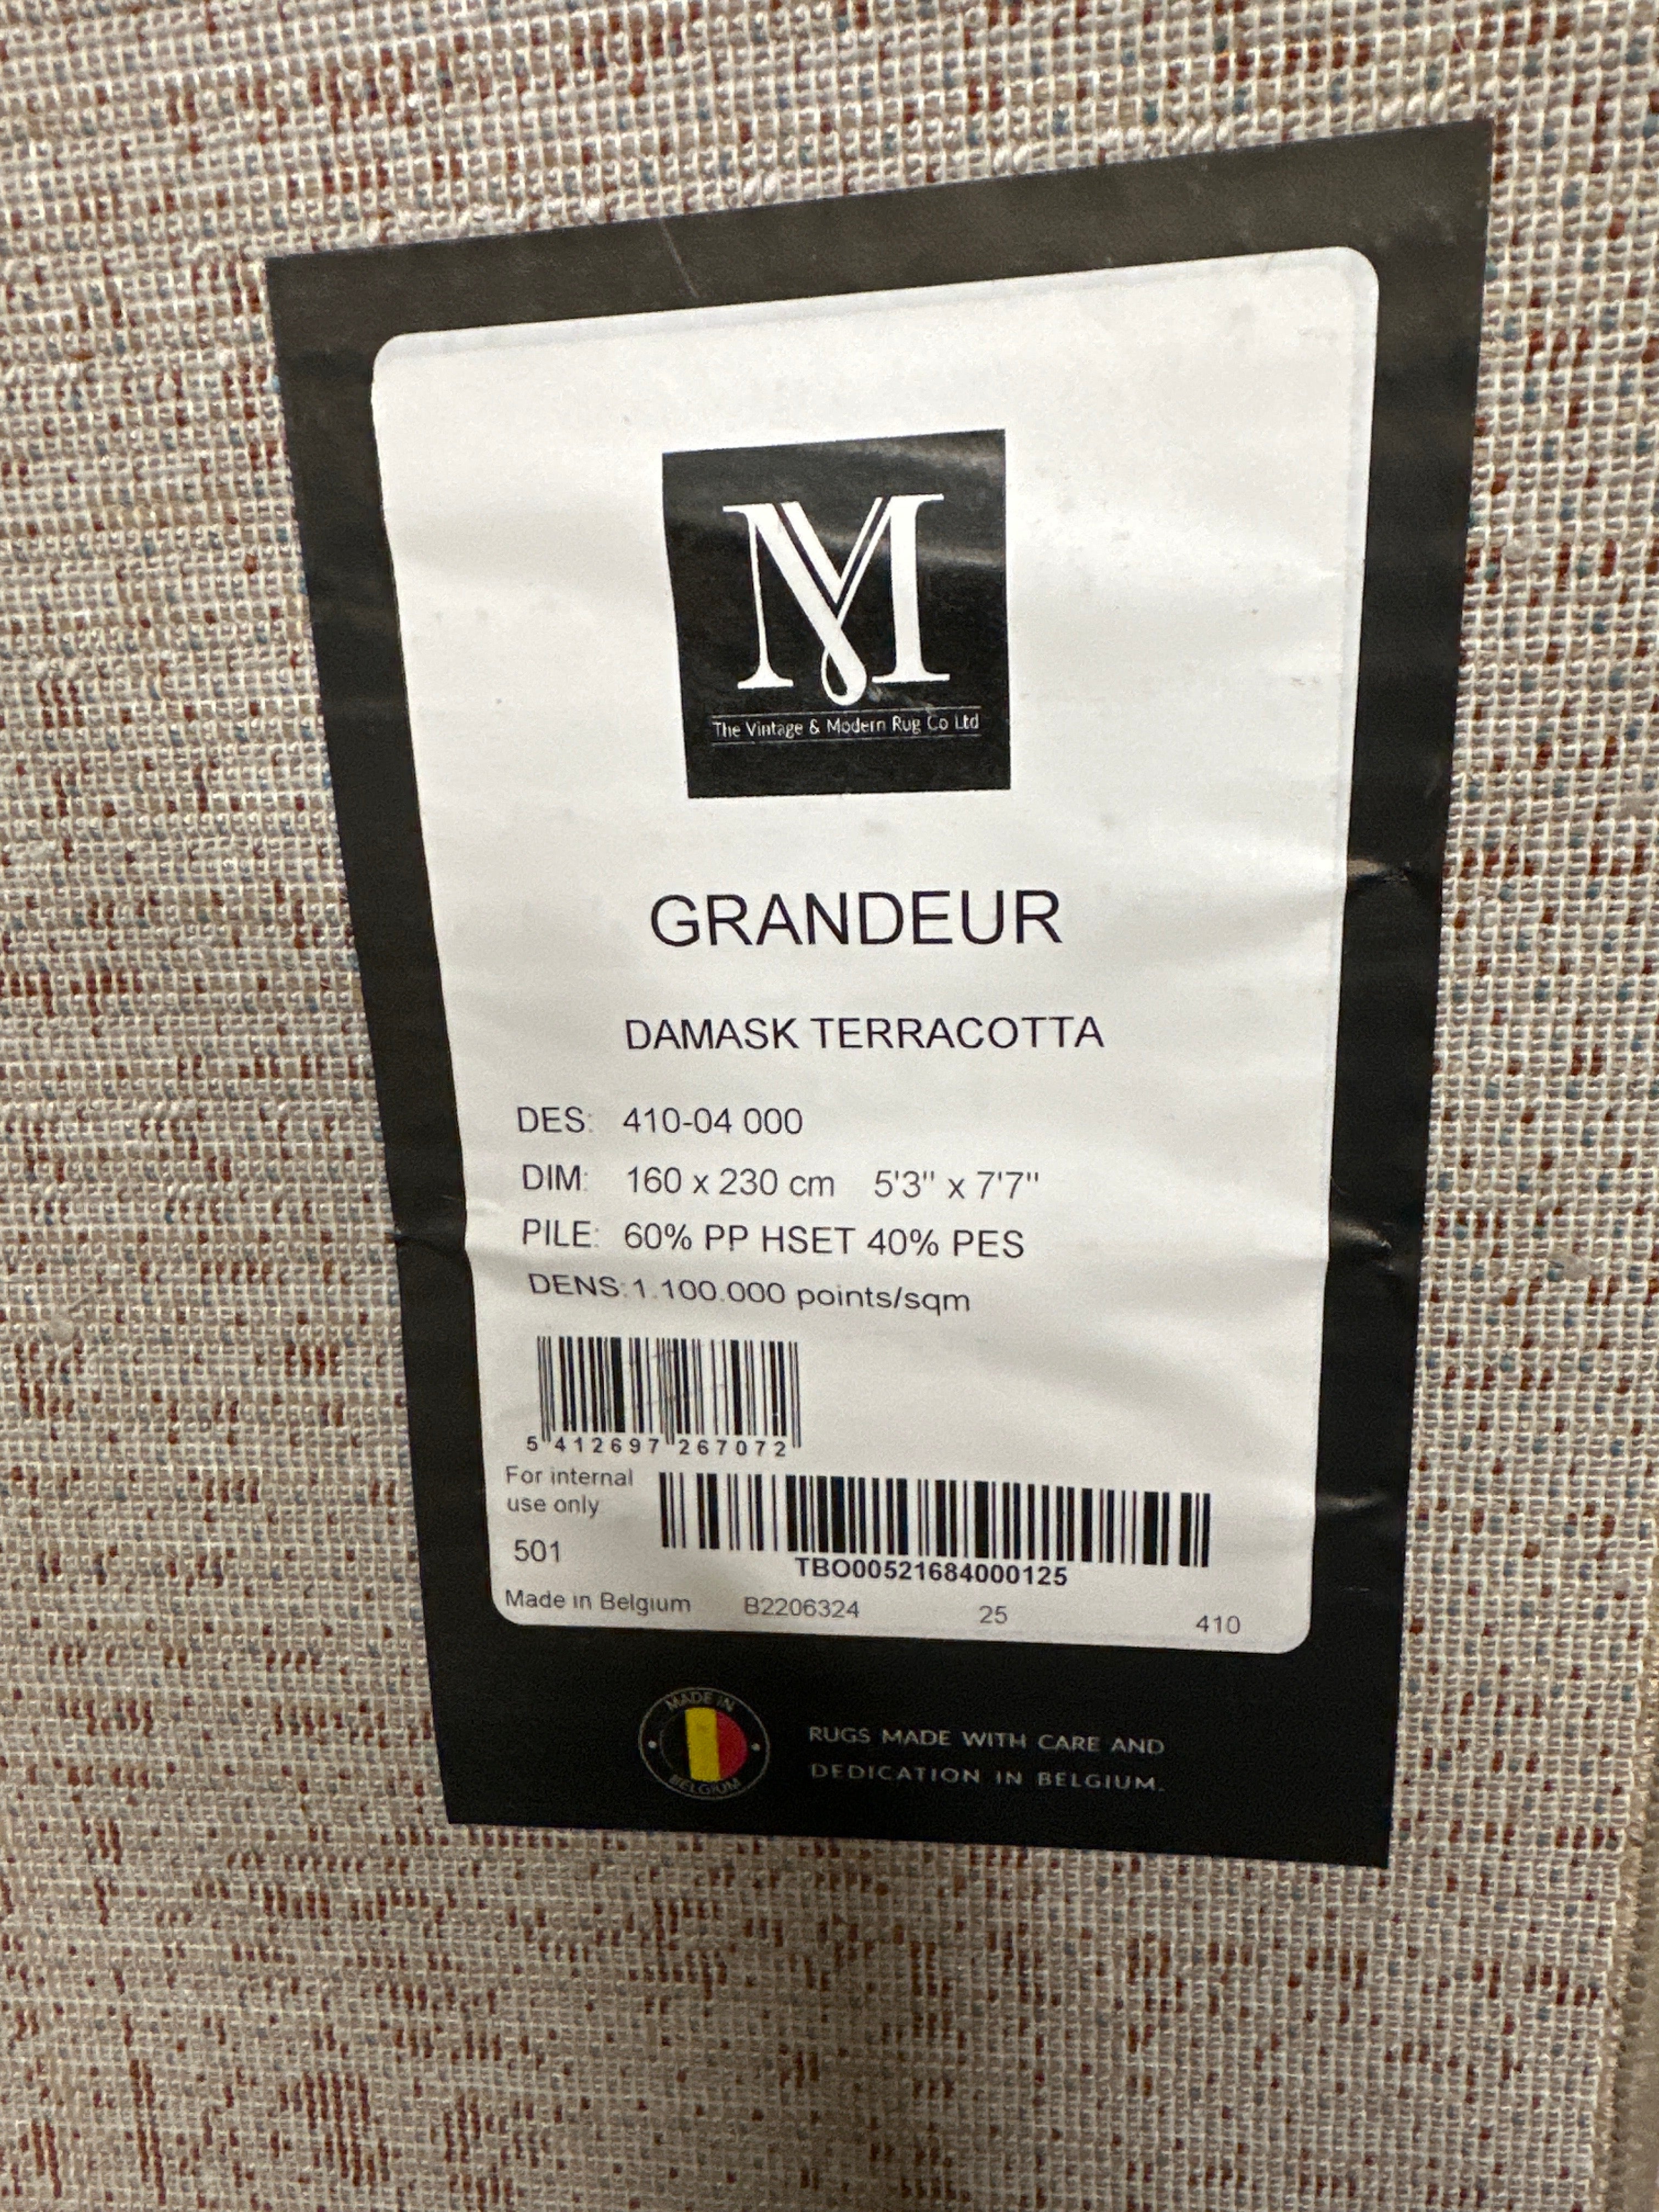 VM
The Vintage & Modern Rug Co Ltd
GRANDEUR
DAMASK TERRACOTTA
DES: 410-04 000
DIM: 160 x 230 cm 5'3" x 7'7"
PILE: 60% PP HSET 40% PES
DENS:1.100.000 points/sqm
5 412697 267072
For internal
use only
501
TBO00521684000125
Made in Belgium B2206324 25 410
MADE IN
BELGIUM
RUGS MADE WITH CARE AND
DEDICATION IN BELGIUM.